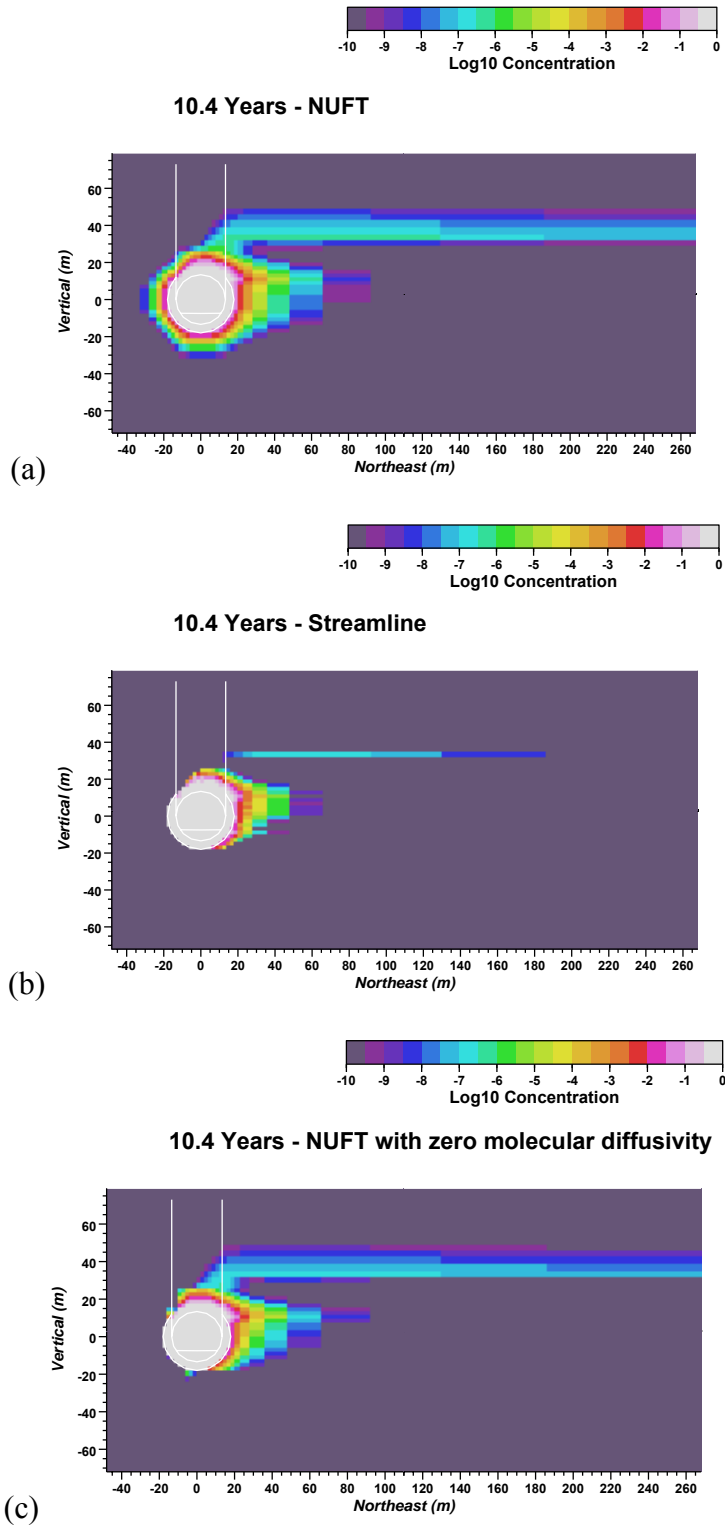 -10 -9 -8 -7 -6 -5 -4 -3 -2 -1 0
Log10 Concentration
10.4 Years - NUFT
Vertical (m)
60
40
20
0
-20
-40
-60
-40 -20 0 20 40 60 80 100 120 140 160 180 200 220 240 260
Northeast (m)
(a)
-10 -9 -8 -7 -6 -5 -4 -3 -2 -1 0
Log10 Concentration
10.4 Years - Streamline
Vertical (m)
60
40
20
0
-20
-40
-60
-40 -20 0 20 40 60 80 100 120 140 160 180 200 220 240 260
Northeast (m)
(b)
-10 -9 -8 -7 -6 -5 -4 -3 -2 -1 0
Log10 Concentration
10.4 Years - NUFT with zero molecular diffusivity
Vertical (m)
60
40
20
0
-20
-40
-60
-40 -20 0 20 40 60 80 100 120 140 160 180 200 220 240 260
Northeast (m)
(c)